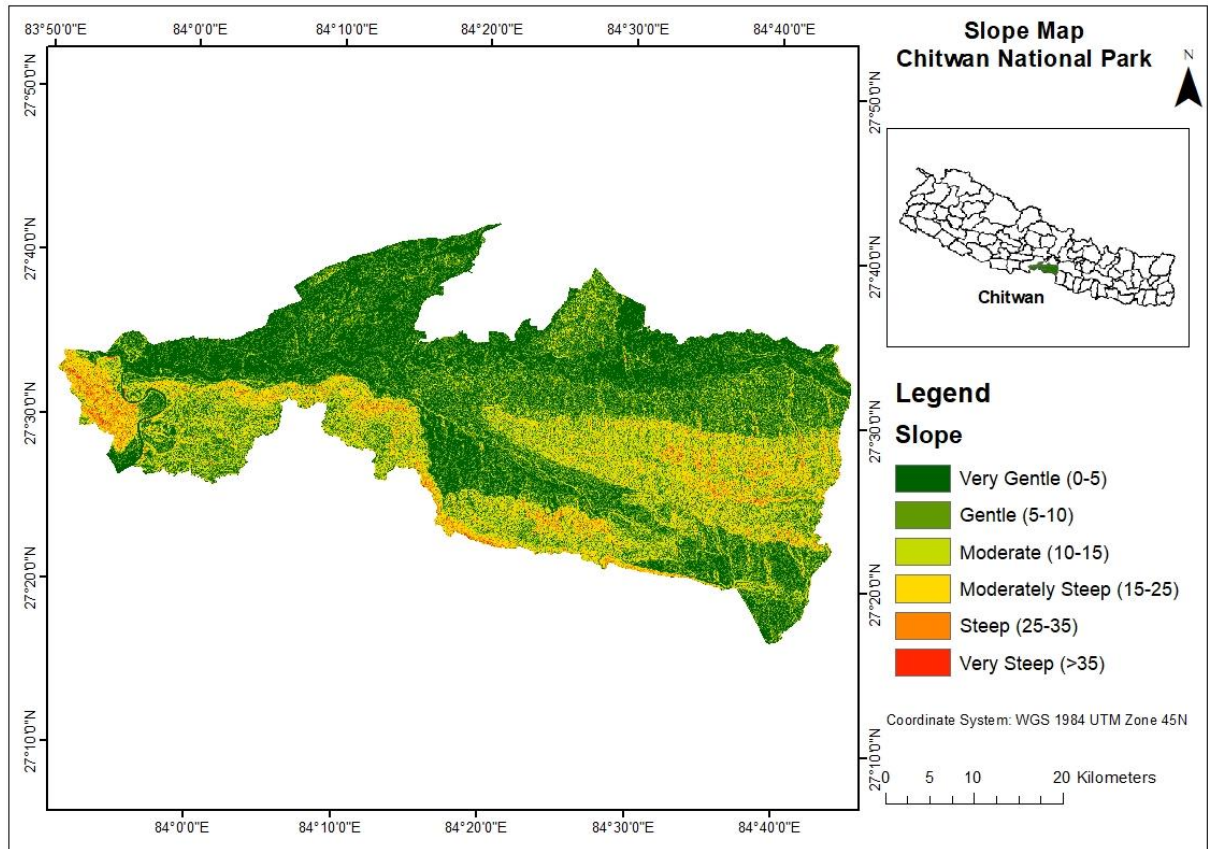 Slope Map
Chitwan National Park
N
83°50'0"E 84°0'0"E 84°10'0"E 84°20'0"E 84°30'0"E 84°40'0"E
27°50'0"N
27°40'0"N
27°30'0"N
27°20'0"N
27°10'0"N
27°50'0"N
27°40'0"N
27°30'0"N
27°20'0"N
27°10'0"N
84°0'0"E 84°10'0"E 84°20'0"E 84°30'0"E 84°40'0"E
Chitwan
Legend
Slope
Very Gentle (0-5)
Gentle (5-10)
Moderate (10-15)
Moderately Steep (15-25)
Steep (25-35)
Very Steep (>35)
Coordinate System: WGS 1984 UTM Zone 45N
0 5 10 20 Kilometers